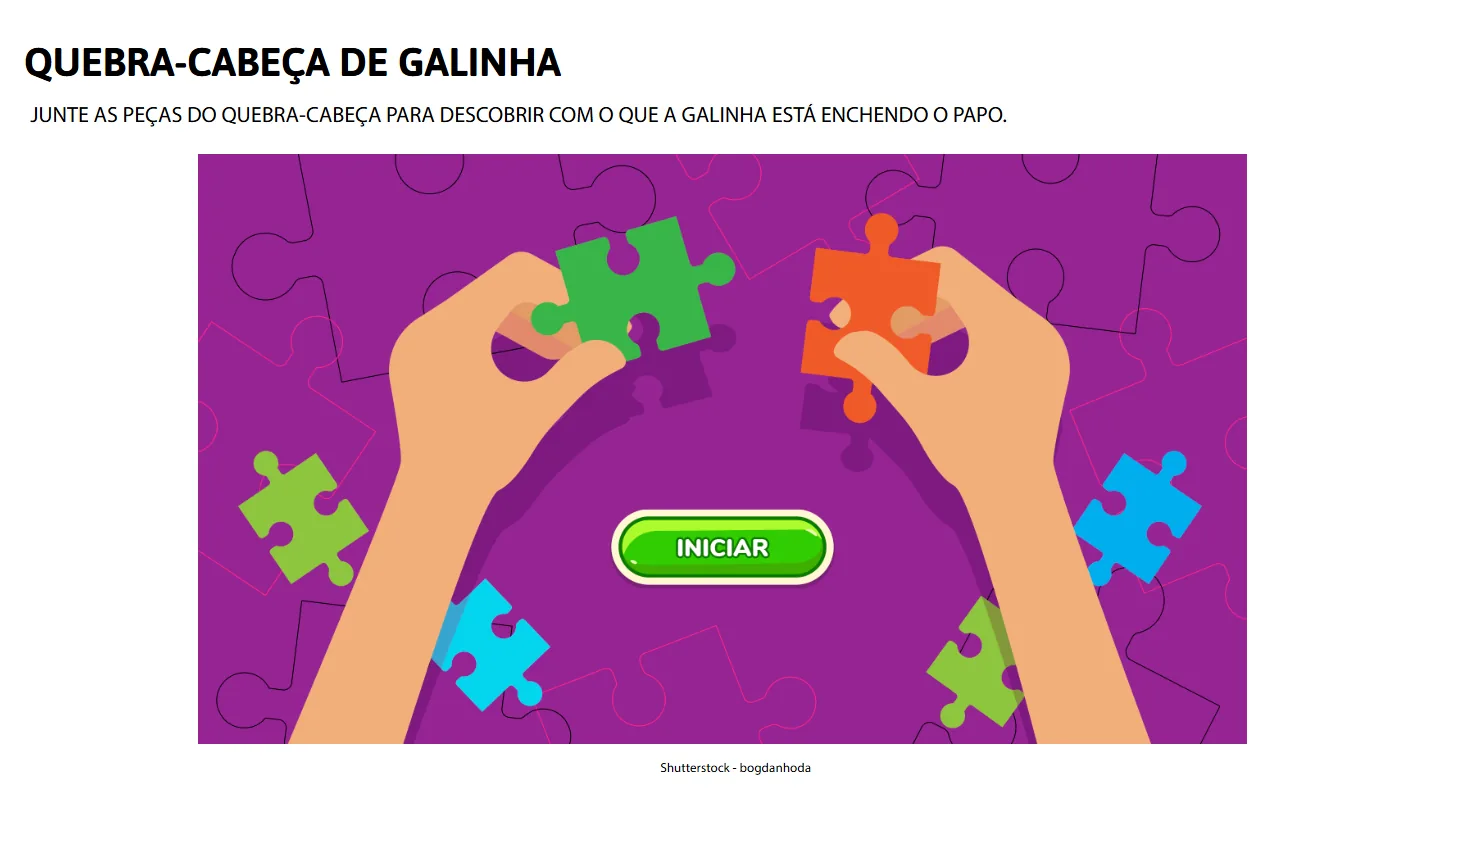 QUEBRA-CABEÇA DE GALINHA
JUNTE AS PEÇAS DO QUEBRA-CABEÇA PARA DESCOBRIR COM O QUE A GALINHA ESTÁ ENCHENDO O PAPO.
INICIAR
Shutterstock - bogdanhoda